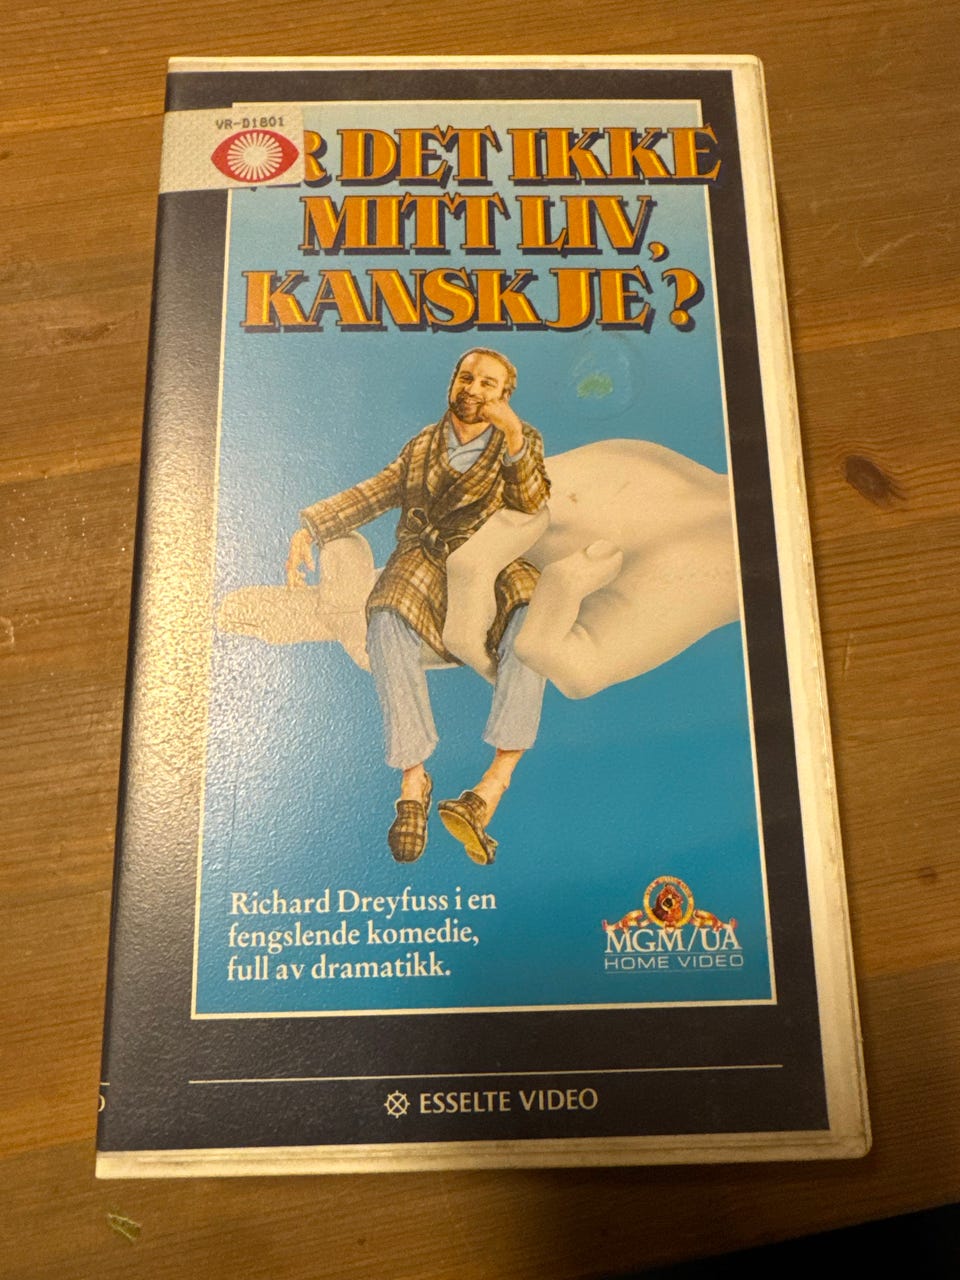 VR-D1801
R DET IKKE
MITT LIV,
KANSKJE?
Richard Dreyfuss i en
fengslende komedie,
full av dramatikk.
MGM/UA
HOME VIDEO
ESSELTE VIDEO